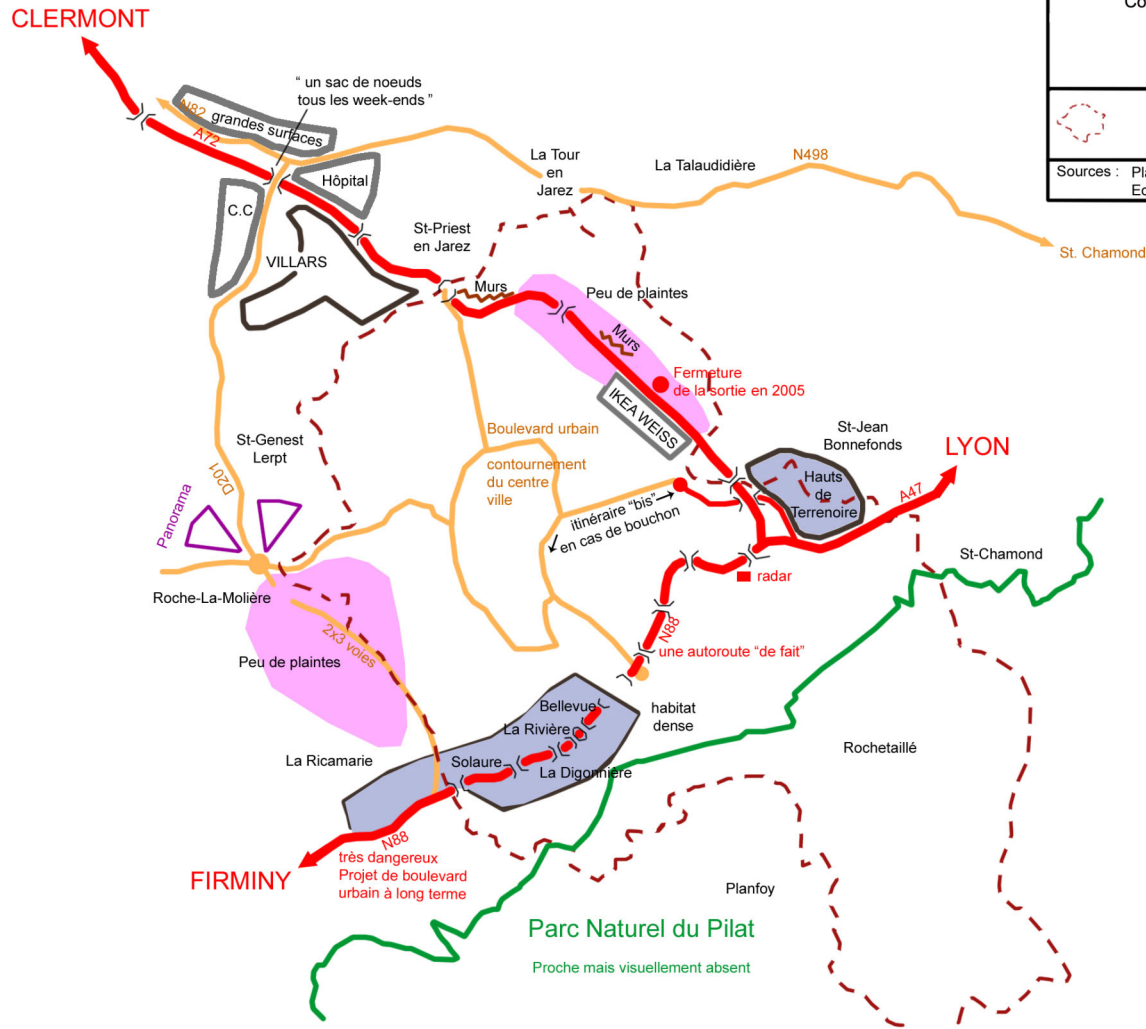 CLERMONT
Co
" un sac de noeuds
tous les week-ends "
N82
grandes surfaces
A72
Hôpital
C.C
VILLARS
La Tour
en
Jarez
La Talaudidière
N498
St. Chamond
Sources : Pla
Ec
St-Priest
en Jarez
Murs
Peu de plaintes
Murs
Fermeture
de la sortie en 2005
IKEA WEISS
St-Genest
Lerpt
D201
Boulevard urbain
contournement
du centre
ville
St-Jean
Bonnefonds
LYON
Hauts
de
Terrenoire
A47
itinéraire "bis"
en cas de bouchon
Panorama
Roche-La-Molière
radar
St-Chamond
2x3 voies
Peu de plaintes
N88
une autoroute "de fait"
Bellevue
habitat
dense
La Rivière
La Ricamarie
Solaure
La Digonnière
Rochetaillé
N88
FIRMINY
très dangereux
Projet de boulevard
urbain à long terme
Planfoy
Parc Naturel du Pilat
Proche mais visuellement absent